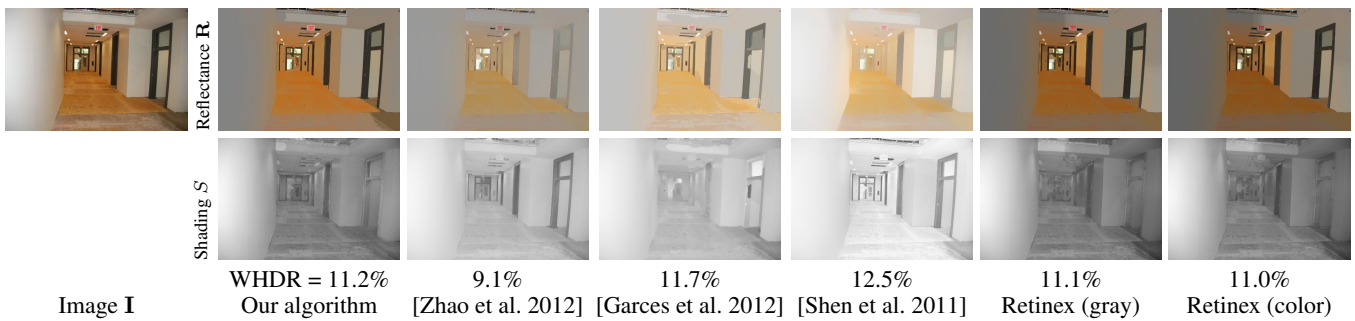 Reflectance R
Shading S
WHDR = 11.2% 9.1% 11.7% 12.5% 11.1% 11.0%
Image I Our algorithm [Zhao et al. 2012] [Garces et al. 2012] [Shen et al. 2011] Retinex (gray) Retinex (color)